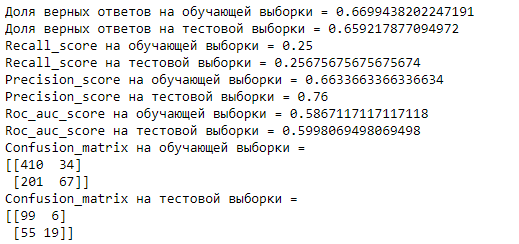 Доля верных ответов на обучающей выборки = 0.6699438202247191
Доля верных ответов на тестовой выборки = 0.659217877094972
Recall_score на обучающей выборки = 0.25
Recall_score на тестовой выборки = 0.25675675675675674
Precision_score на обучающей выборки = 0.6633663366336634
Precision_score на тестовой выборки = 0.76
Roc_auc_score на обучающей выборки = 0.5867117117117118
Roc_auc_score на тестовой выборки = 0.5998069498069498
Confusion_matrix на обучающей выборки =
[[410  34]
 [201  67]]
Confusion_matrix на тестовой выборки =
[[99  6]
 [55 19]]